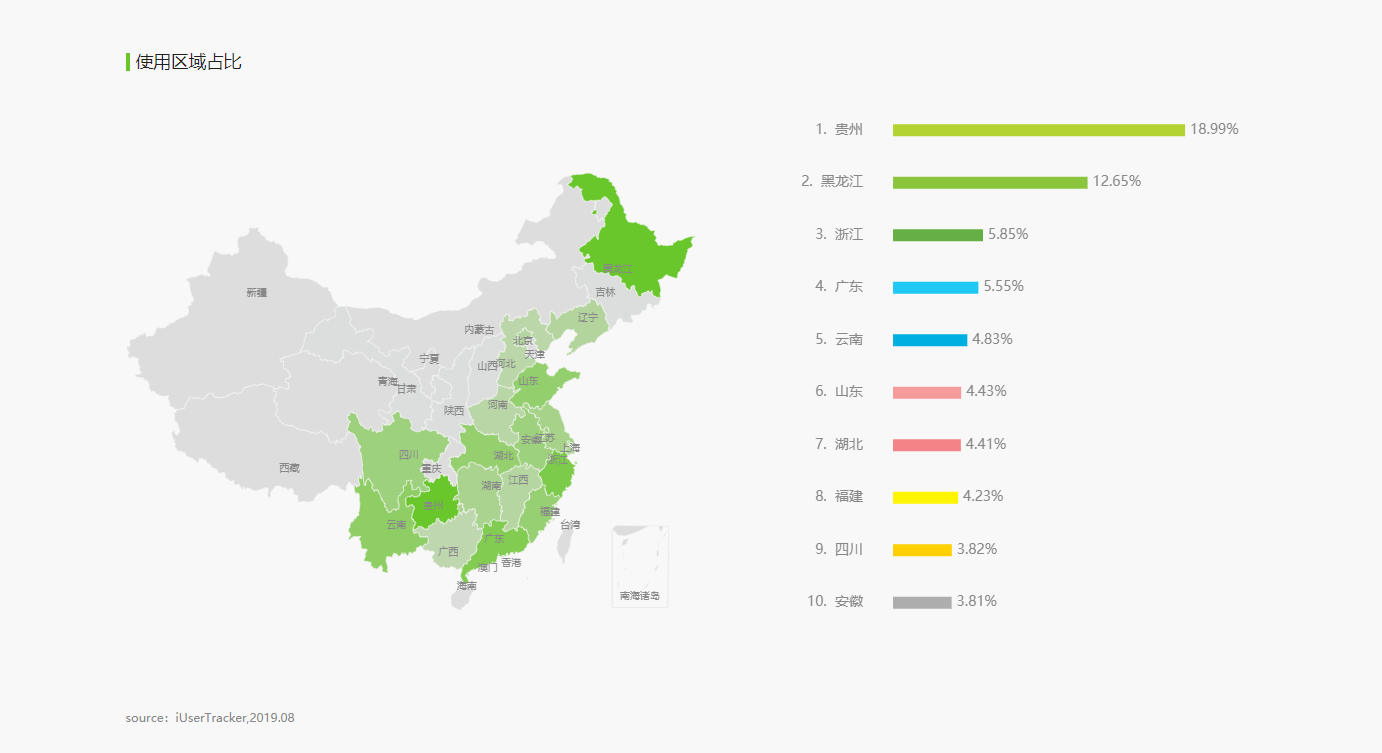 使用区域占比
1. 贵州 18.99%
2. 黑龙江 12.65%
3. 浙江 5.85%
4. 广东 5.55%
5. 云南 4.83%
6. 山东 4.43%
7. 湖北 4.41%
8. 福建 4.23%
9. 四川 3.82%
10. 安徽 3.81%
黑龙江
新疆
吉林
辽宁
内蒙古
北京
天津
宁夏
山西
河北
青海
甘肃
山东
河南
陕西
安徽
江苏
上海
四川
湖北
浙江
西藏
重庆
湖南
江西
贵州
福建
云南
台湾
广东
广西
香港
澳门
海南
南海诸岛
source：iUserTracker,2019.08